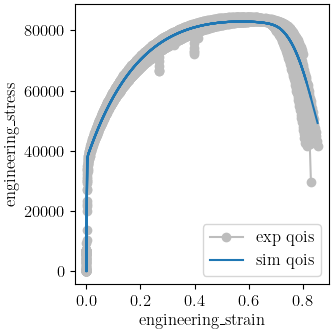 80000
60000
40000
20000
0
engineering_stress
exp qois
sim qois
0.0 0.2 0.4 0.6 0.8
engineering_strain